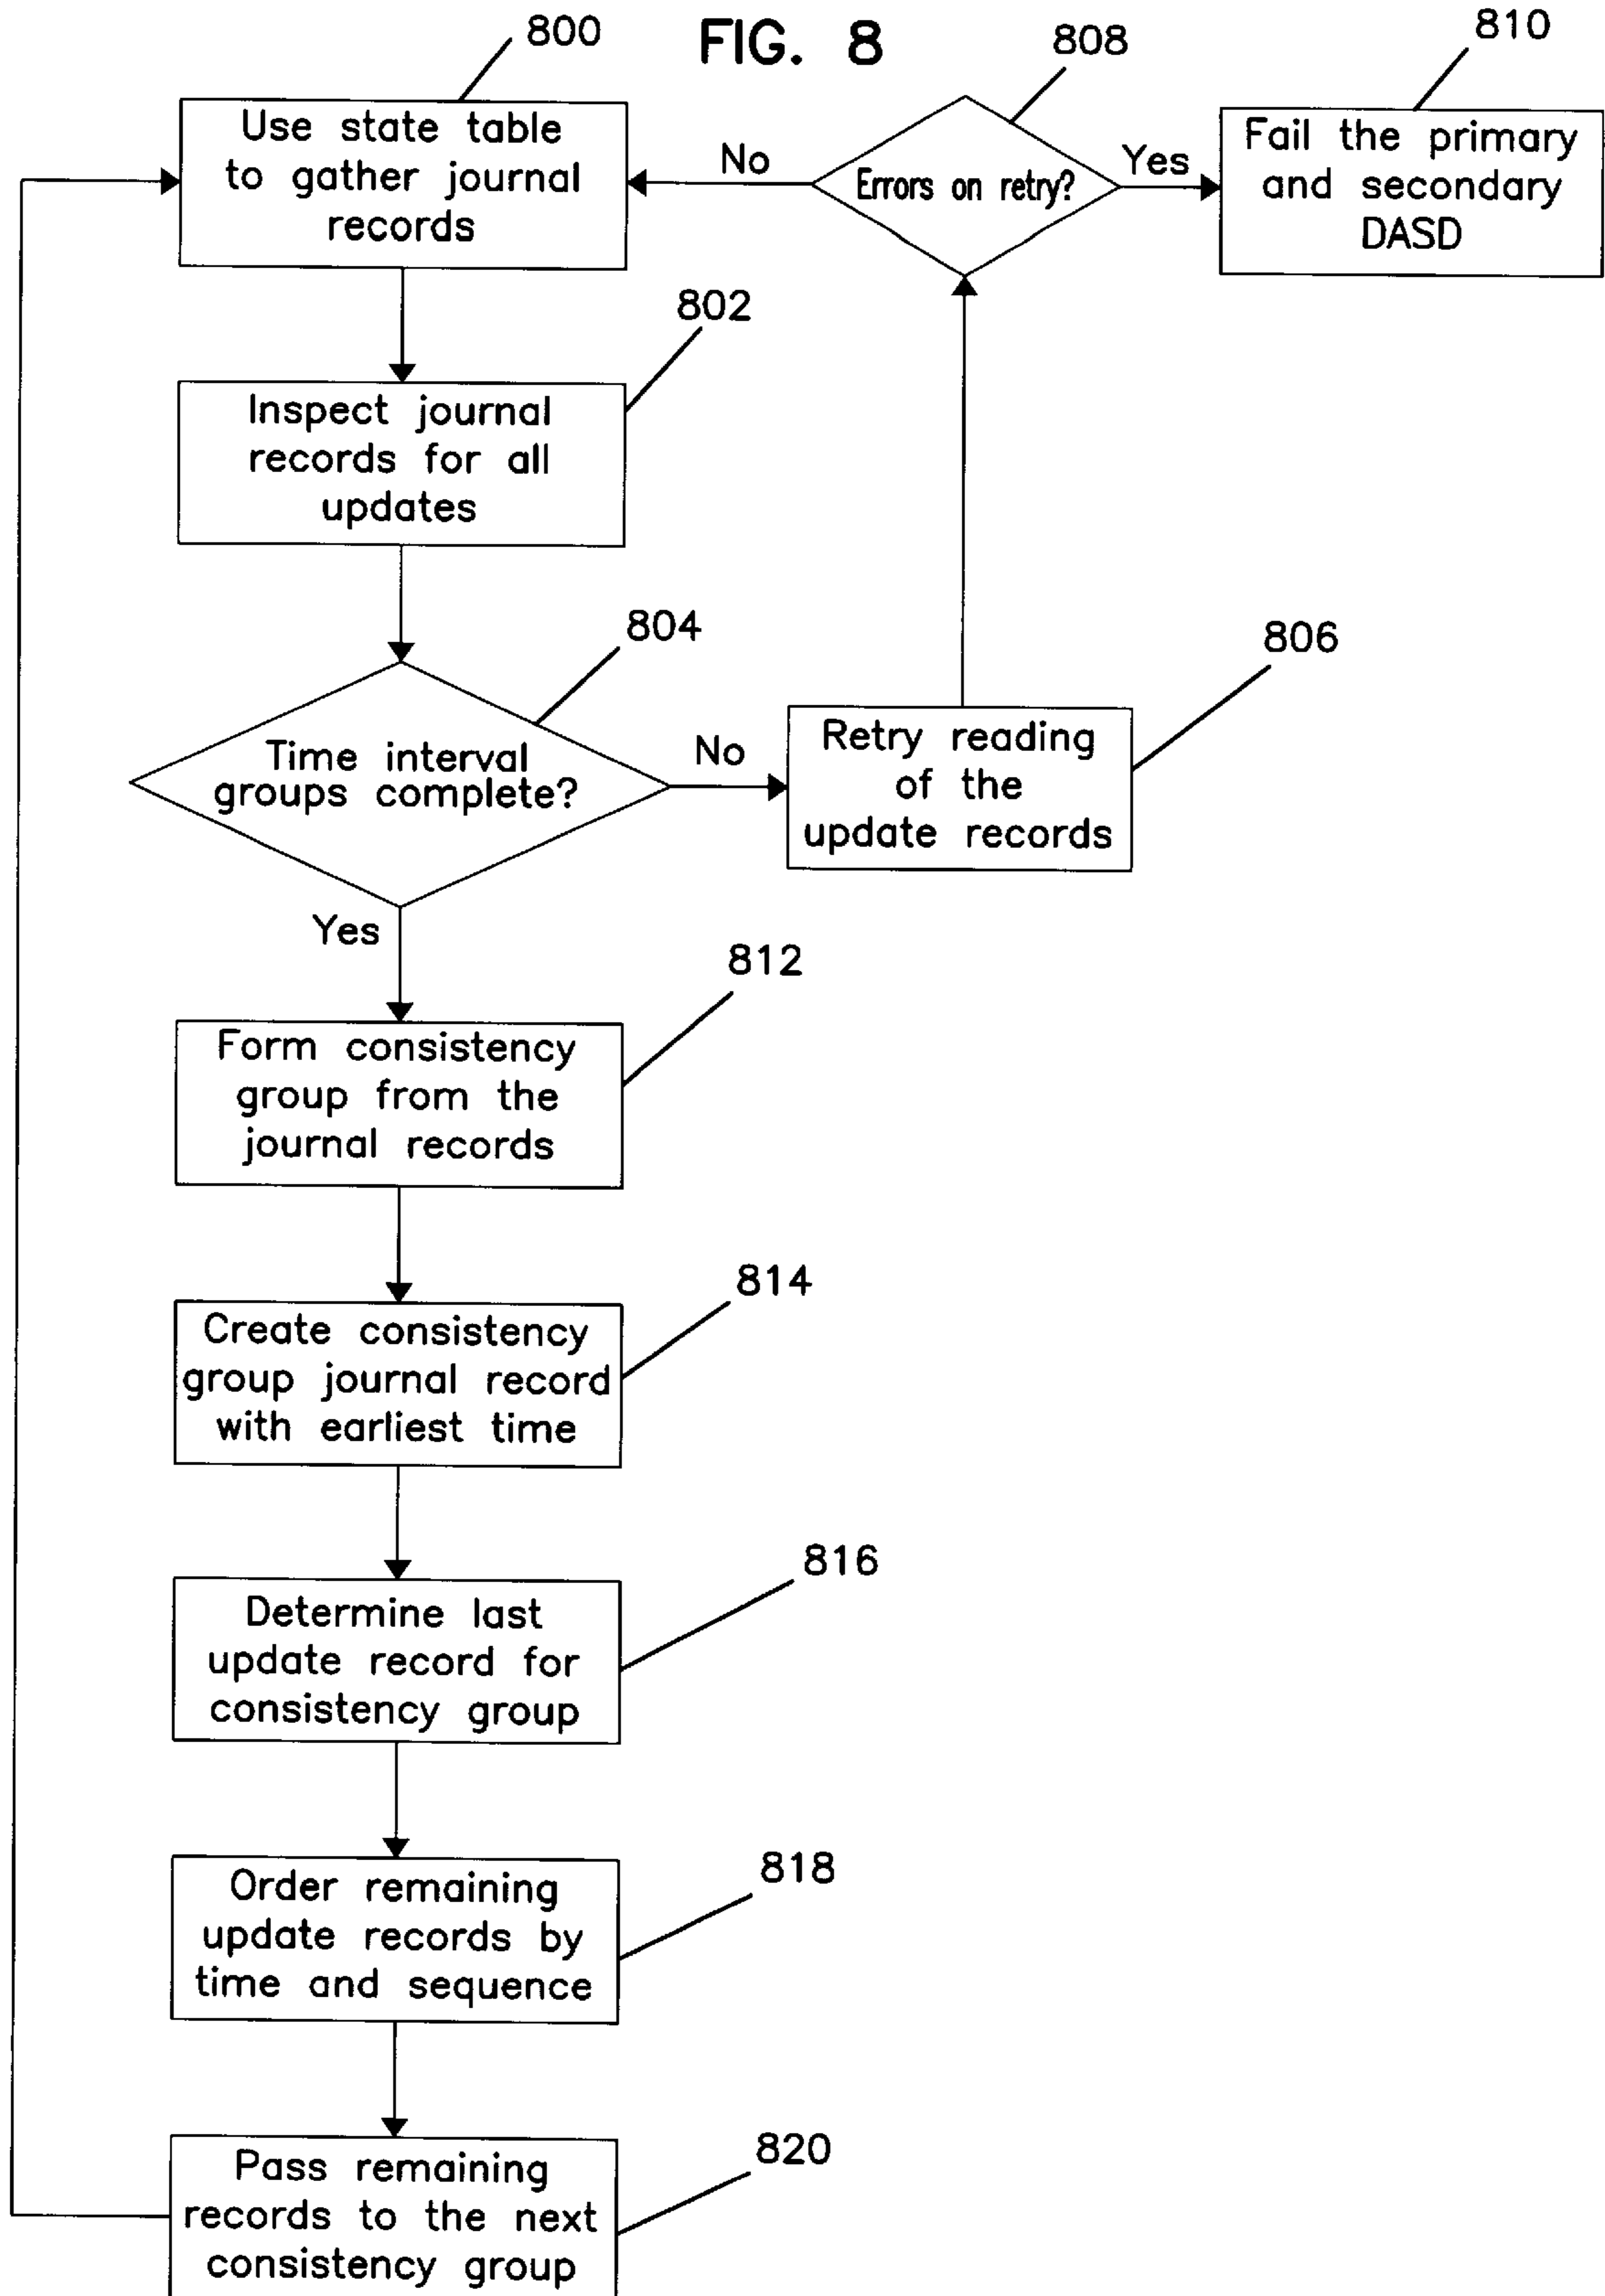 FIG. 8
800
Use state table
to gather journal
records
808
Errors on retry?
No
Yes
810
Fail the primary
and secondary
DASD
802
Inspect journal
records for all
updates
804
Time interval
groups complete?
No
Yes
806
Retry reading
of the
update records
812
Form consistency
group from the
journal records
814
Create consistency
group journal record
with earliest time
816
Determine last
update record for
consistency group
818
Order remaining
update records by
time and sequence
820
Pass remaining
records to the next
consistency group